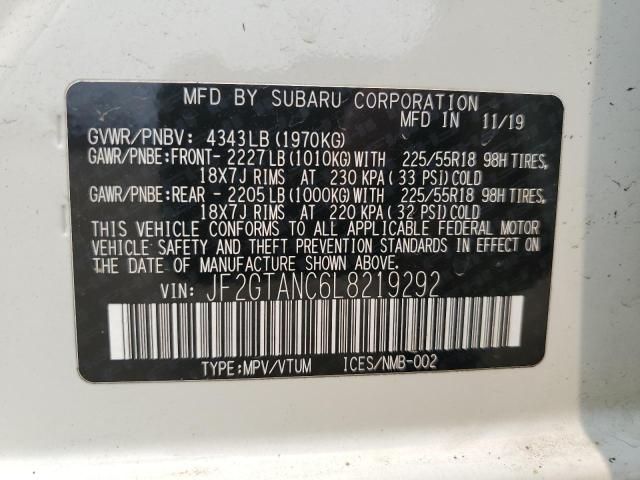 MFD BY SUBARU CORPORATION
MFD IN 11/19
GVWR/PNBV: 4343LB (1970KG)
GAWR/PNBE:FRONT- 2227LB(1010KG)WITH 225/55R18 98H TIRES,
18X7J RIMS AT 230 KPA (33 PSI)COLD
GAWR/PNBE:REAR - 2205LB(1000KG)WITH 225/55R18 98H TIRES,
18X7J RIMS AT 220 KPA (32 PSI)COLD
THIS VEHICLE CONFORMS TO ALL APPLICABLE FEDERAL MOTOR
VEHICLE SAFETY AND THEFT PREVENTION STANDARDS IN EFFECT ON
THE DATE OF MANUFACTURE SHOWN ABOVE.
VIN: JF2GTANC6L8219292
TYPE:MPV/VTUM ICES/NMB-002